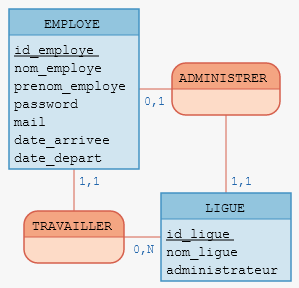 EMPLOYE
id_employe
nom_employe
prenom_employe
password
mail
date_arrivee
date_depart
ADMINISTRER
0,1
1,1
1,1
TRAVAILLER
0,N
LIGUE
id_ligue
nom_ligue
administrateur